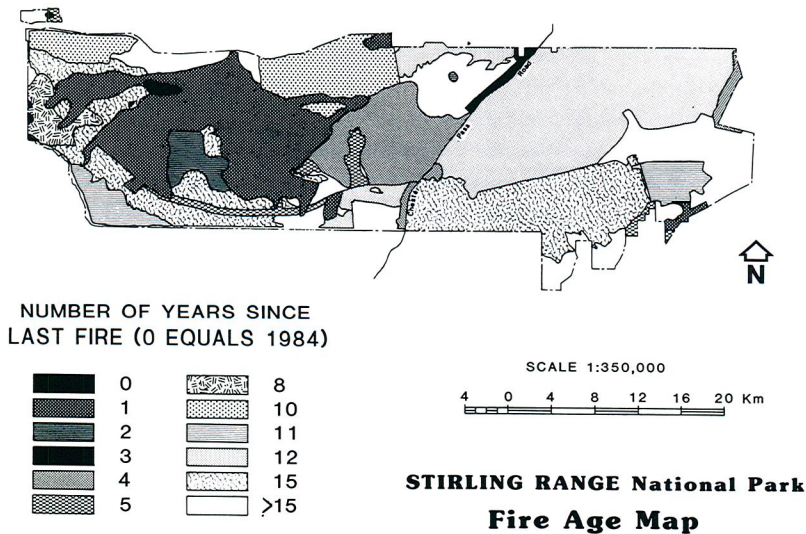 Road
Pass
N
NUMBER OF YEARS SINCE
LAST FIRE (0 EQUALS 1984)
0 8
1 10
2 11
3 12
4 15
5 >15
SCALE 1:350,000
4 0 4 8 12 16 20 Km
STIRLING RANGE National Park
Fire Age Map